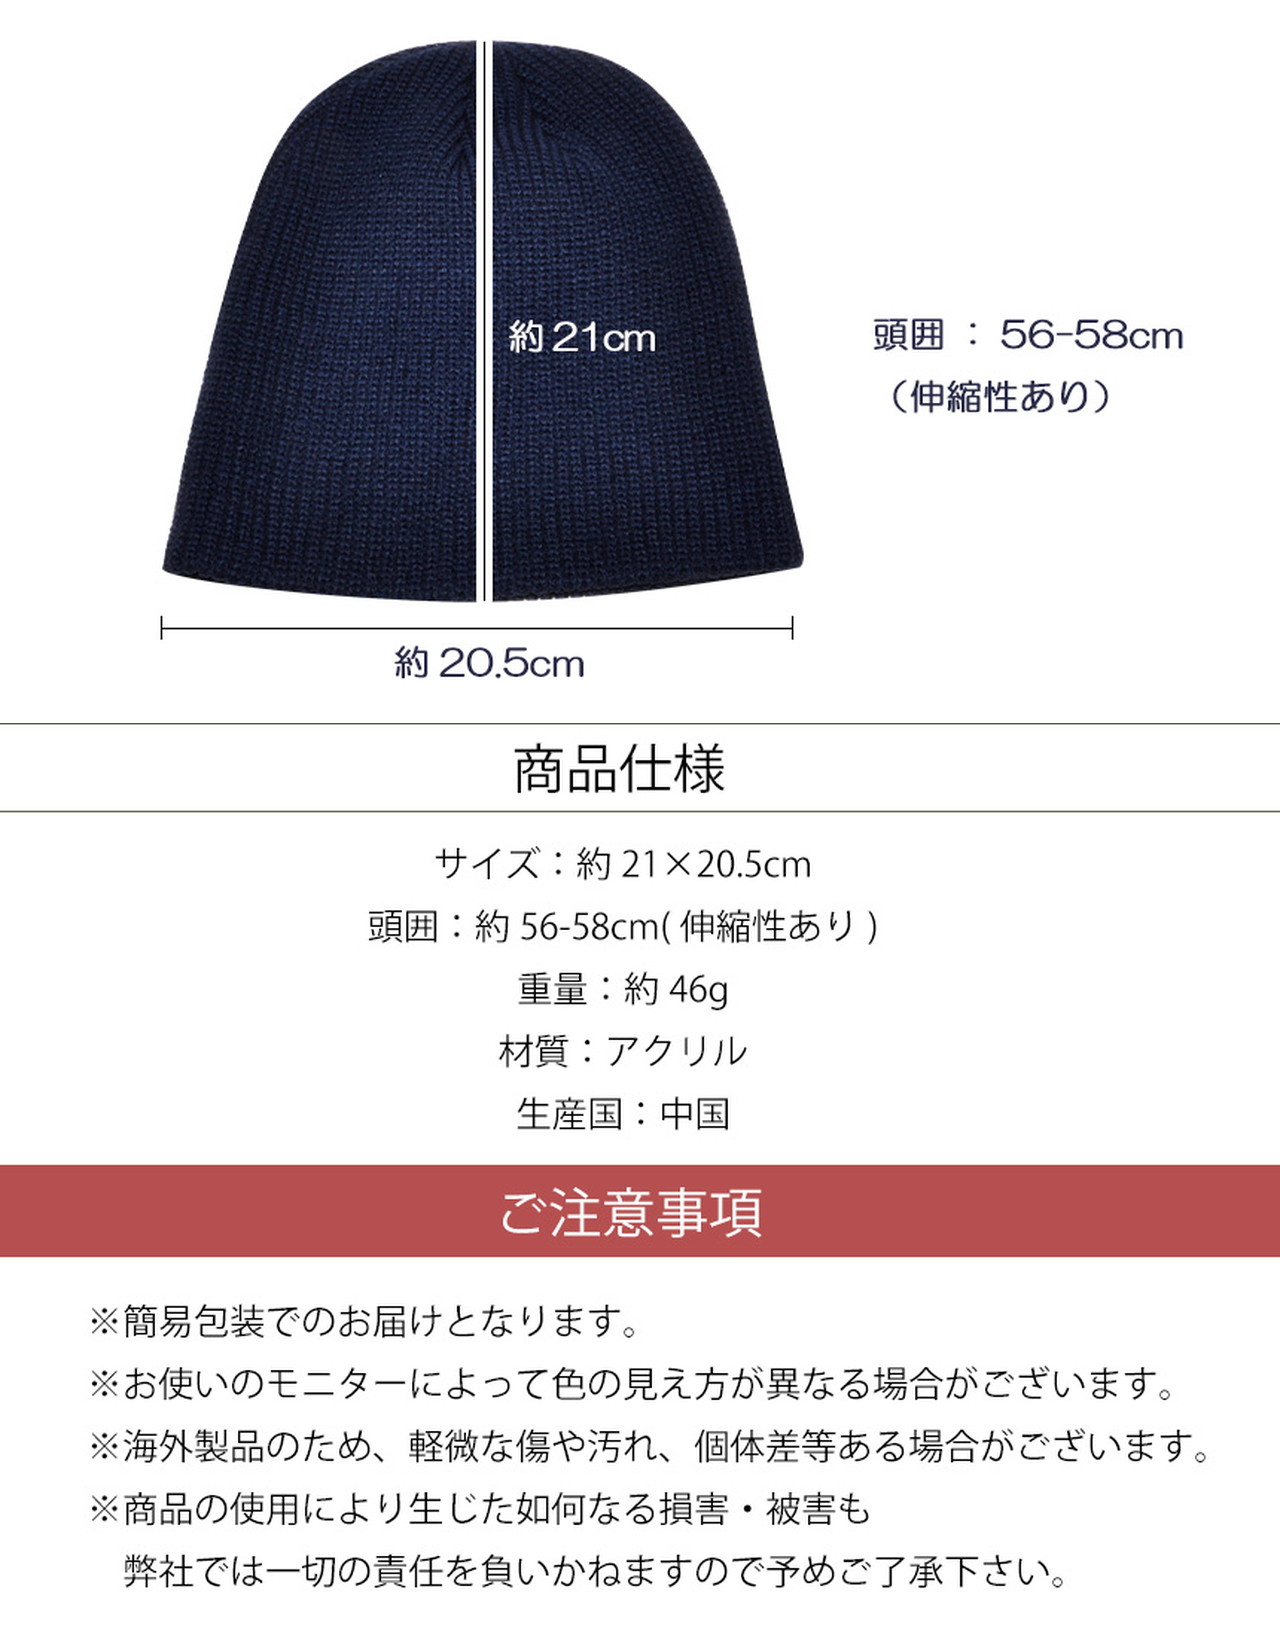 約 21cm
頭囲 ： 56-58cm
（伸縮性あり）
約 20.5cm
商品仕様
サイズ：約 21×20.5cm
頭囲：約 56-58cm( 伸縮性あり )
重量：約 46g
材質：アクリル
生産国：中国
ご注意事項
※簡易包装でのお届けとなります。
※お使いのモニターによって色の見え方が異なる場合がございます。
※海外製品のため、軽微な傷や汚れ、個体差等ある場合がございます。
※商品の使用により生じた如何なる損害・被害も
弊社では一切の責任を負いかねますので予めご了承下さい。